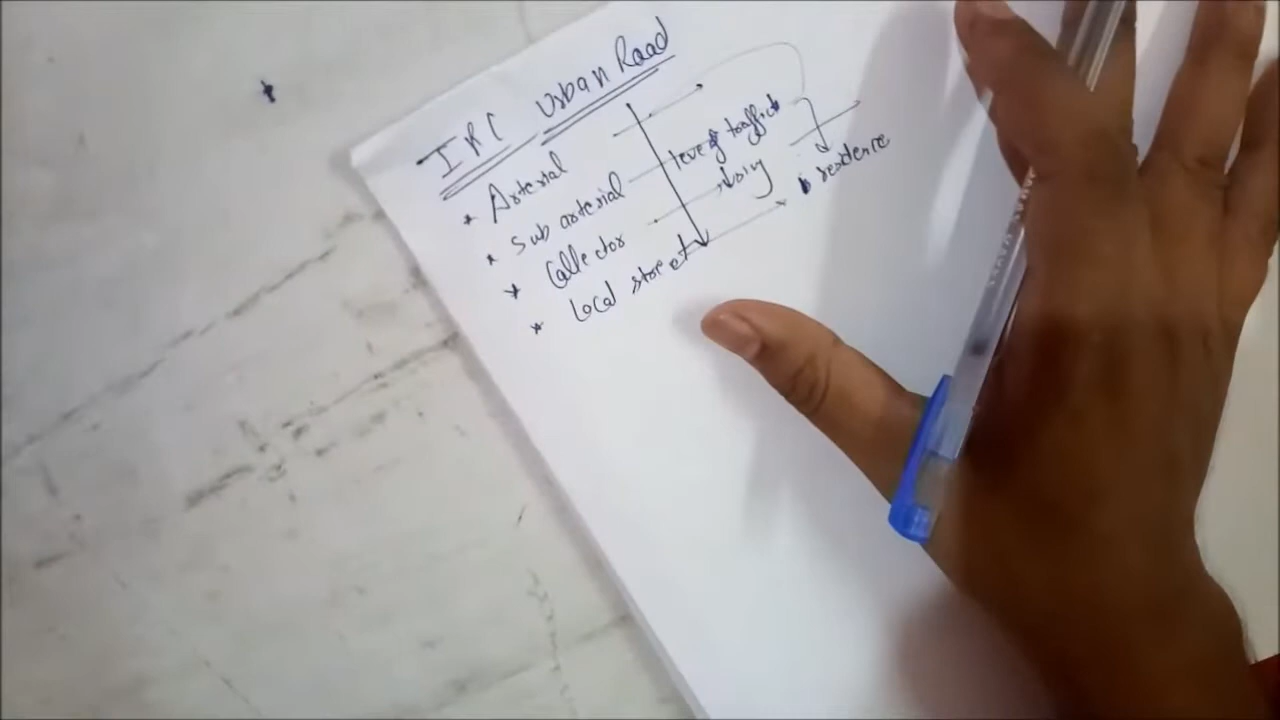 IRC Urban Road
* Arterial
* Sub arterial
* Collector
* Local street
level of traffic
residence